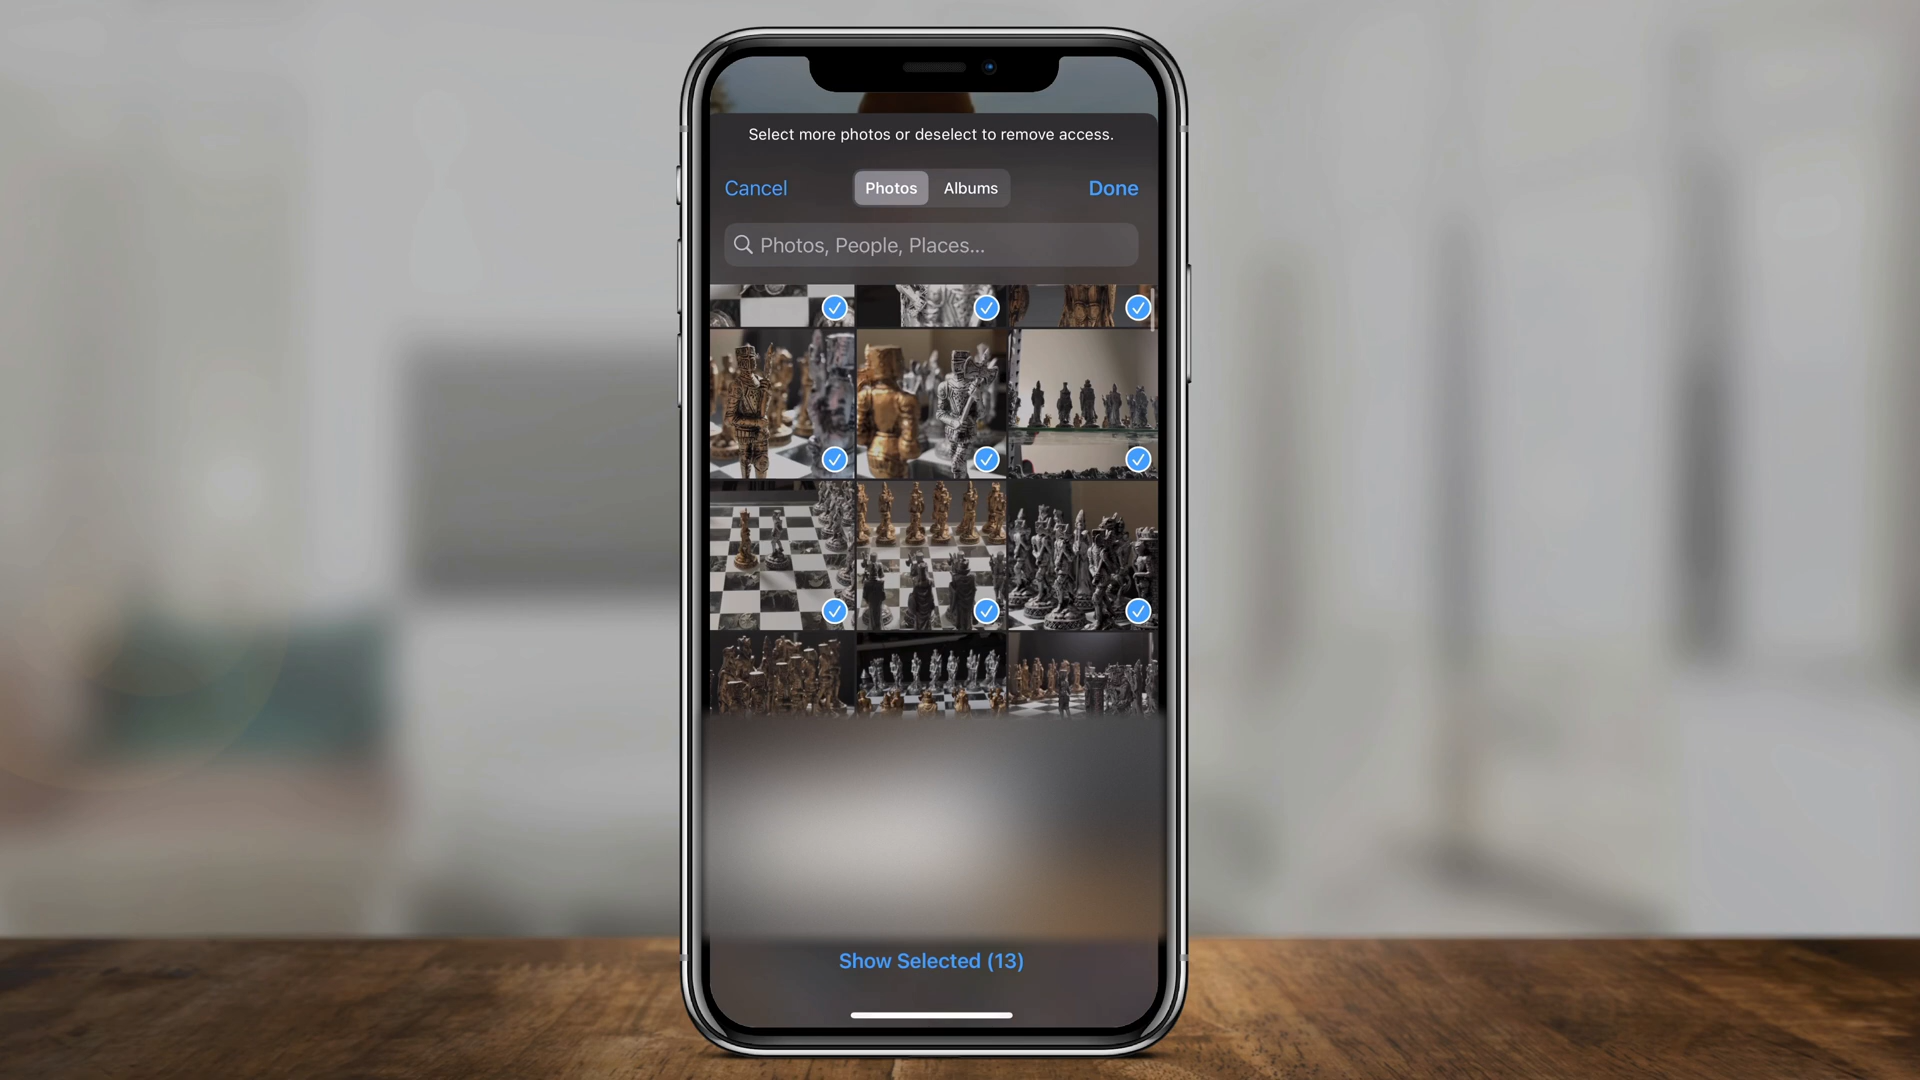 Select more photos or deselect to remove access.
Cancel
Photos
Albums
Done
Photos, People, Places...
Show Selected (13)